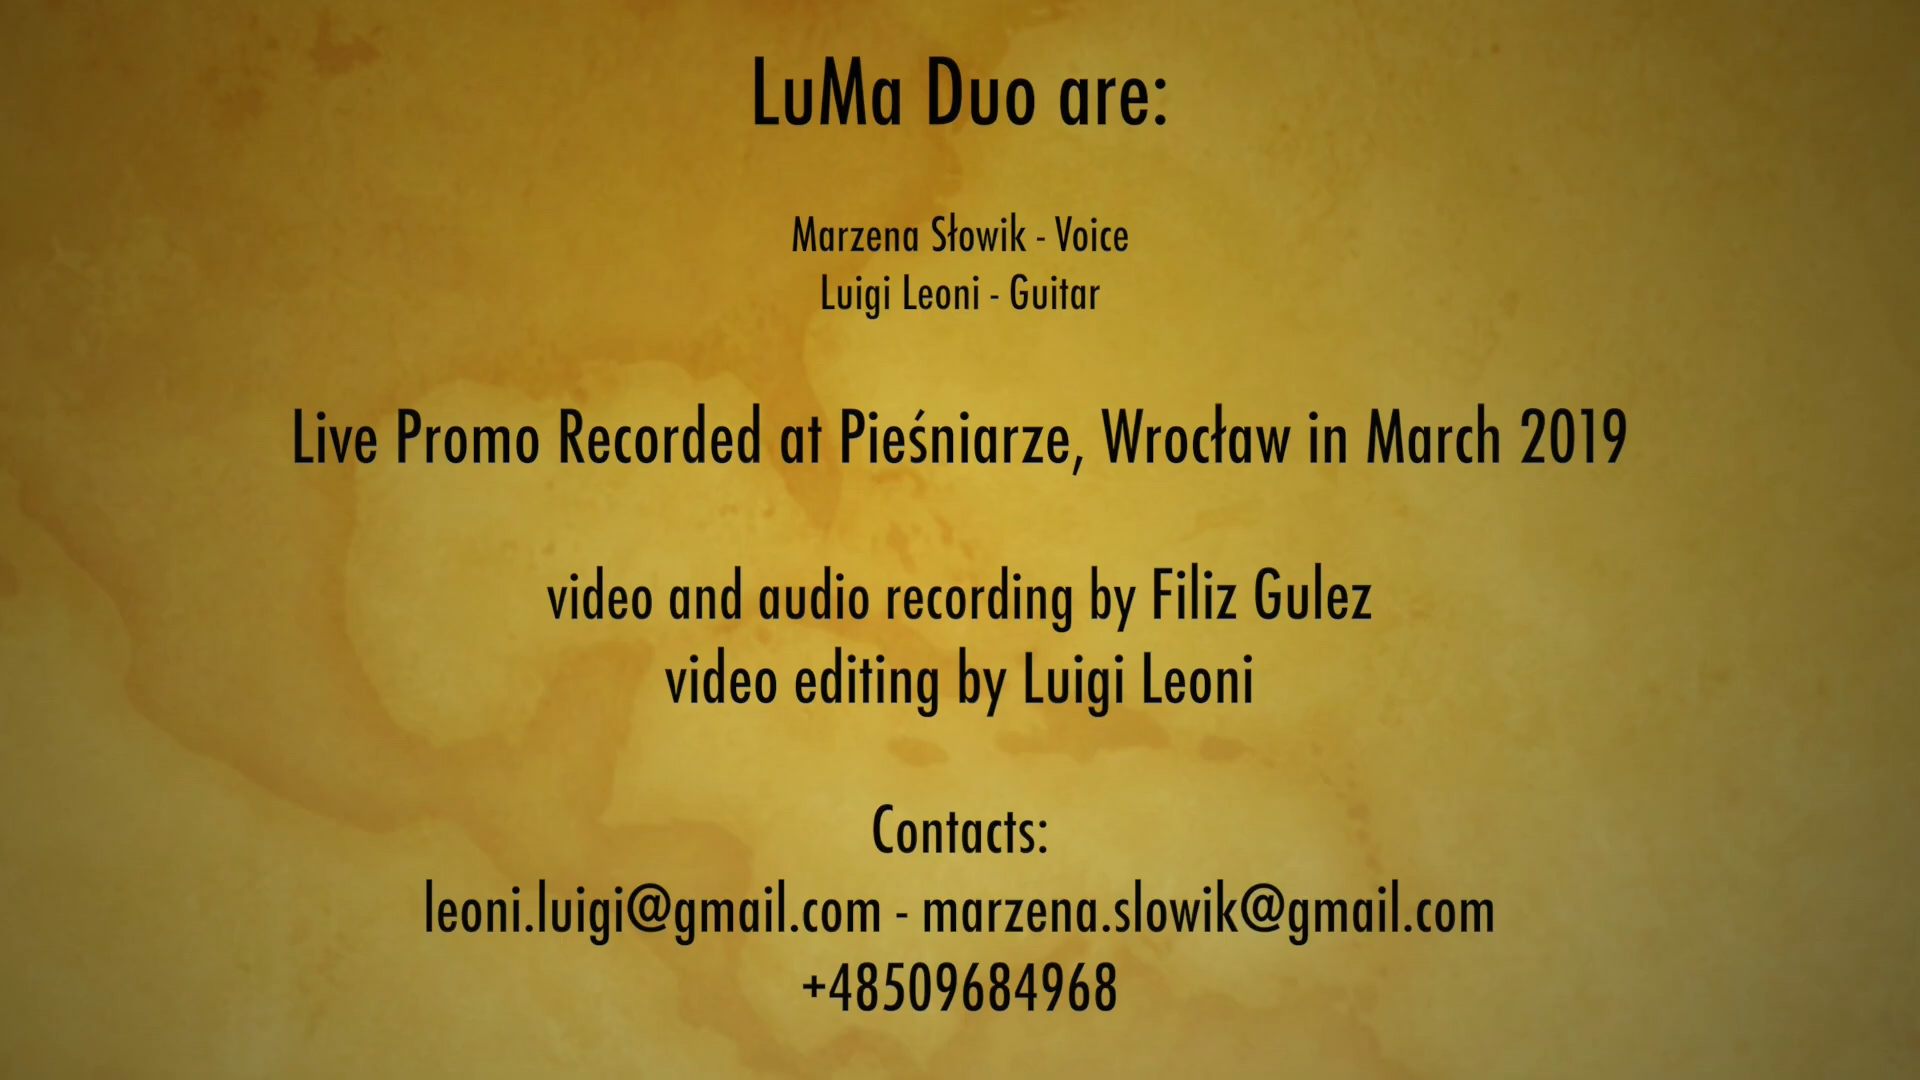 LuMa Duo are:
Marzena Słowik - Voice
Luigi Leoni - Guitar
Live Promo Recorded at Pieśniarze, Wrocław in March 2019
video and audio recording by Filiz Gulez
video editing by Luigi Leoni
Contacts:
leoni.luigi@gmail.com - marzena.slowik@gmail.com
+48509684968